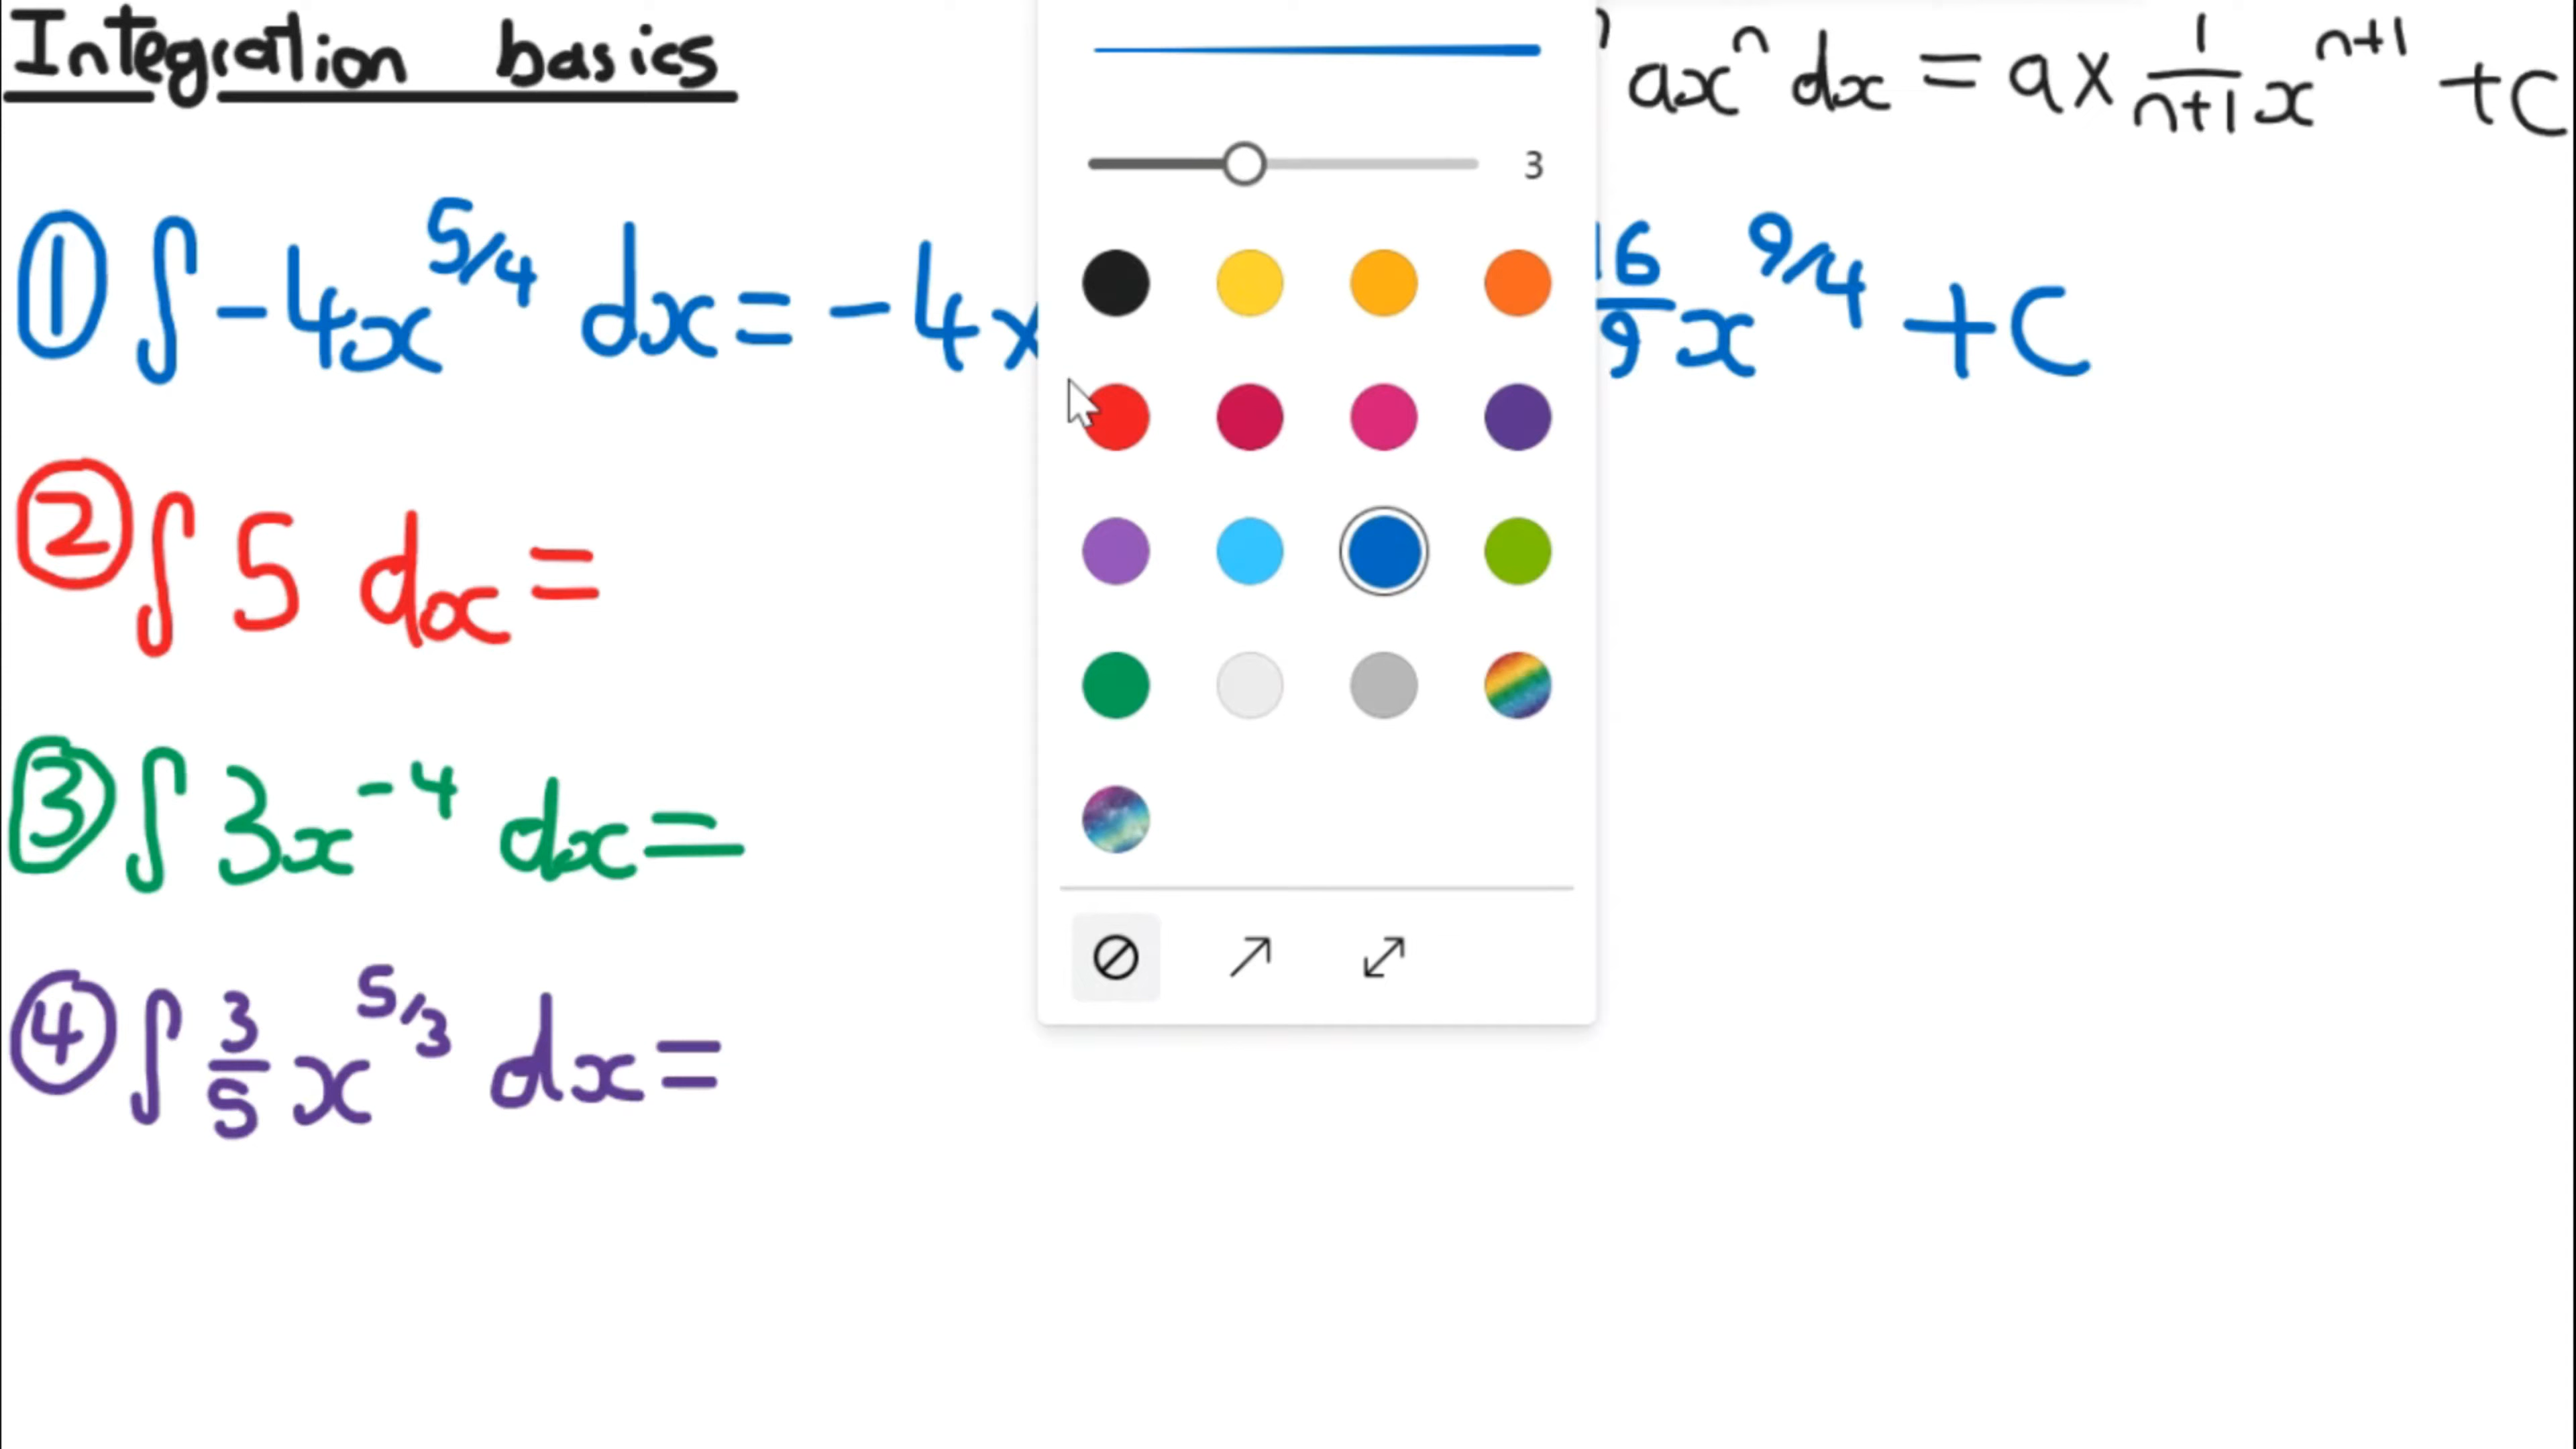 Integration basics
ax^n dx = a × 1/(n+1) x^(n+1) + C
3
① ∫ -4x^(5/4) dx = -4 × 16/9 x^(9/4) + C
② ∫ 5 dx =
③ ∫ 3x^(-4) dx =
④ ∫ 3/5 x^(5/3) dx =